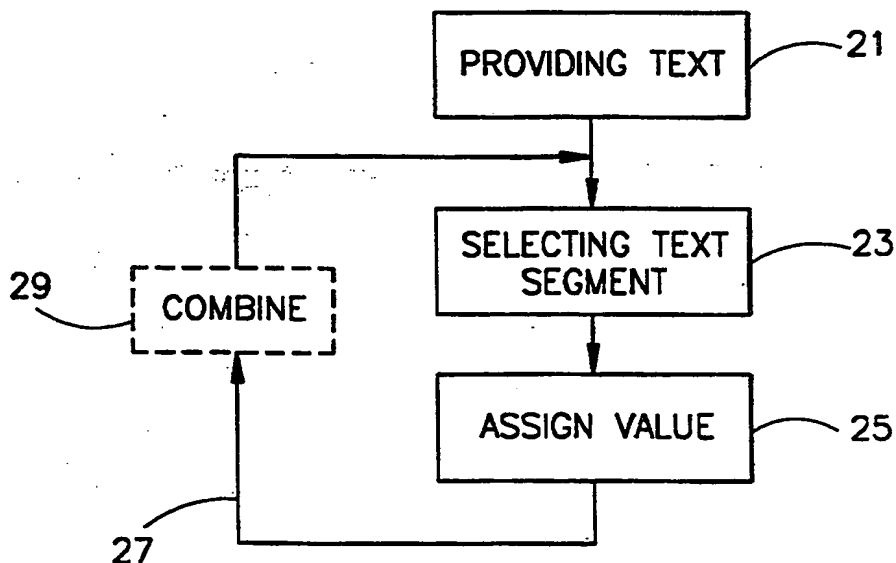 PROVIDING TEXT
21
SELECTING TEXT
SEGMENT
23
29
COMBINE
ASSIGN VALUE
25
27